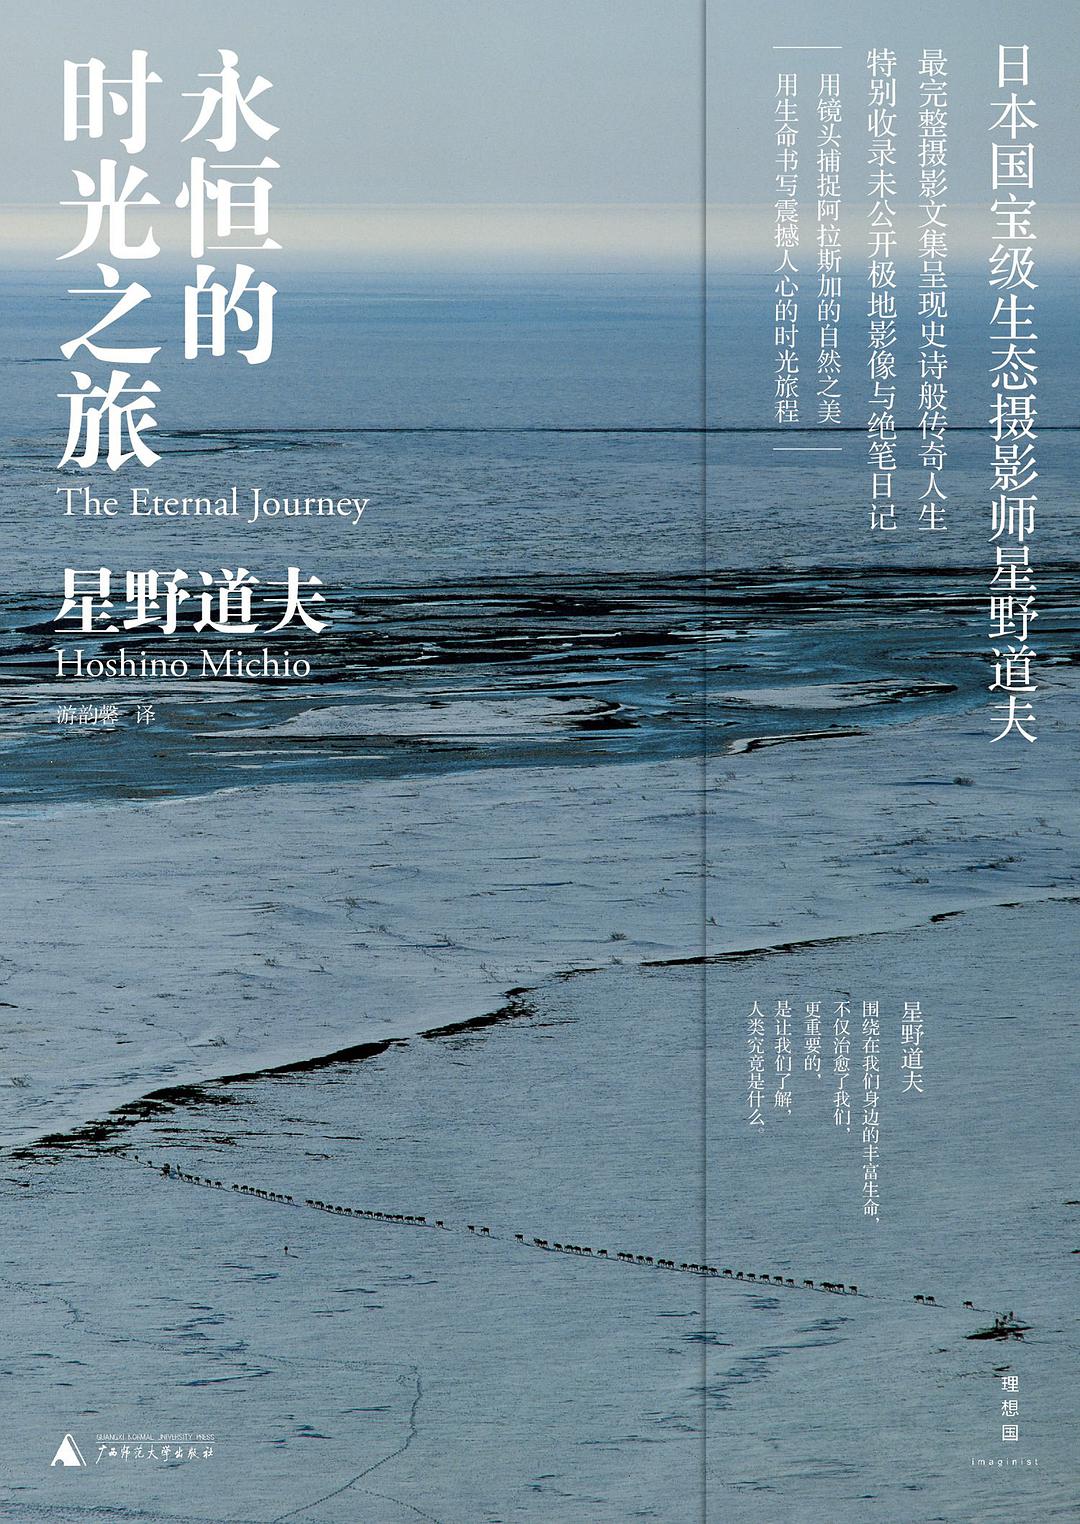 永恒的
时光之旅
The Eternal Journey
星野道夫
Hoshino Michio
游韵馨 译
GUANGXI NORMAL UNIVERSITY PRESS
广西师范大学出版社
日本国宝级生态摄影师星野道夫
最完整摄影文集呈现史诗般传奇人生
特别收录未公开极地影像与绝笔日记
用镜头捕捉阿拉斯加的自然之美
用生命书写震撼人心的时光旅程
星野道夫
围绕在我们身边的丰富生命，
不仅治愈了我们，
更重要的，
是让我们了解，
人类究竟是什么。
理想国
imaginist